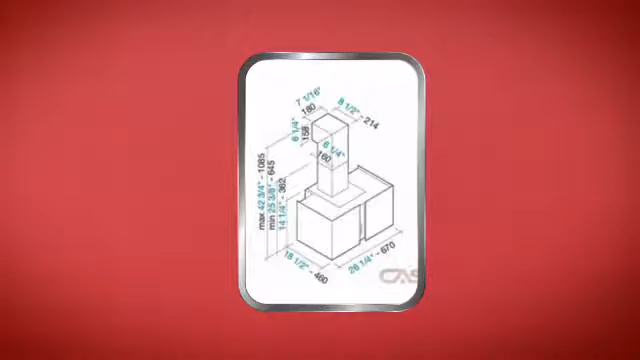 7 1/16"
180
8 1/2" - 214
6 1/4"
158
6 1/4"
160
max 42 3/4" - 1085
min 25 3/8" - 645
14 1/4" - 362
18 1/2" - 460
26 1/4" - 670
CAS